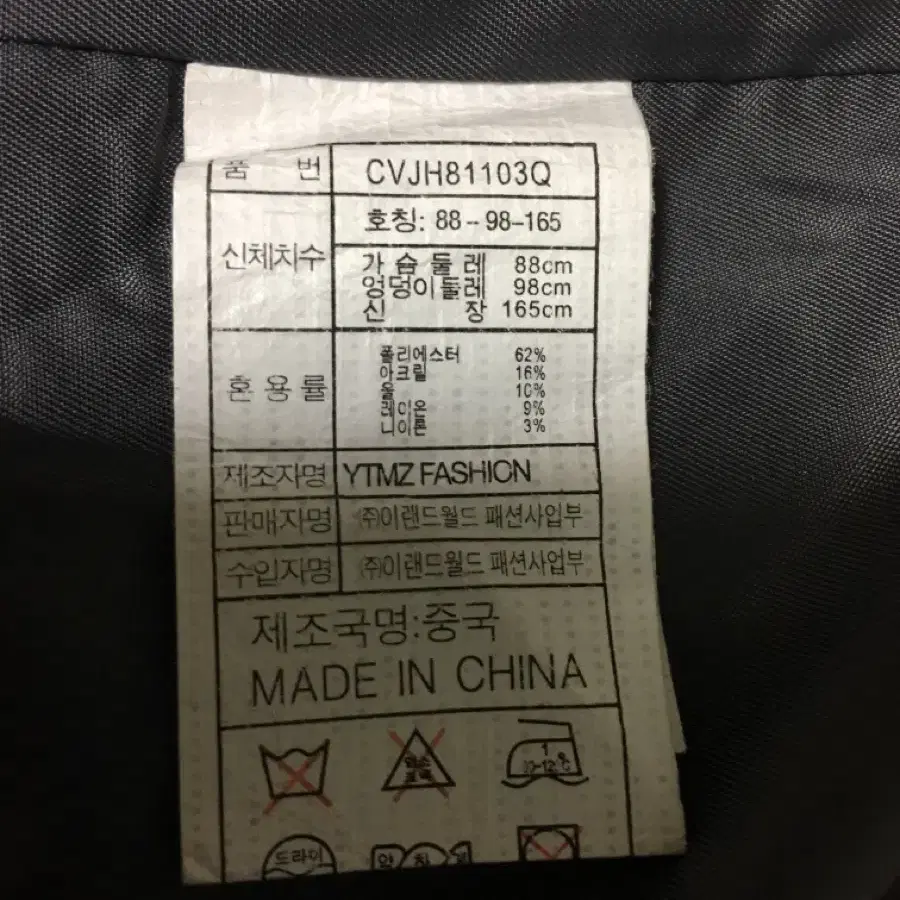 품 번 CVJH81103Q
신체치수 호칭: 88-98-165
가슴둘레 88cm
엉덩이둘레 98cm
신장 165cm
혼용률
폴리에스터 62%
아크릴 16%
울 10%
레이온 9%
나이론 3%
제조자명 YTMZ FASHION
판매자명 ㈜이랜드월드 패션사업부
수입자명 ㈜이랜드월드 패션사업부
제조국명:중국
MADE IN CHINA
염소 표백 1
드라이